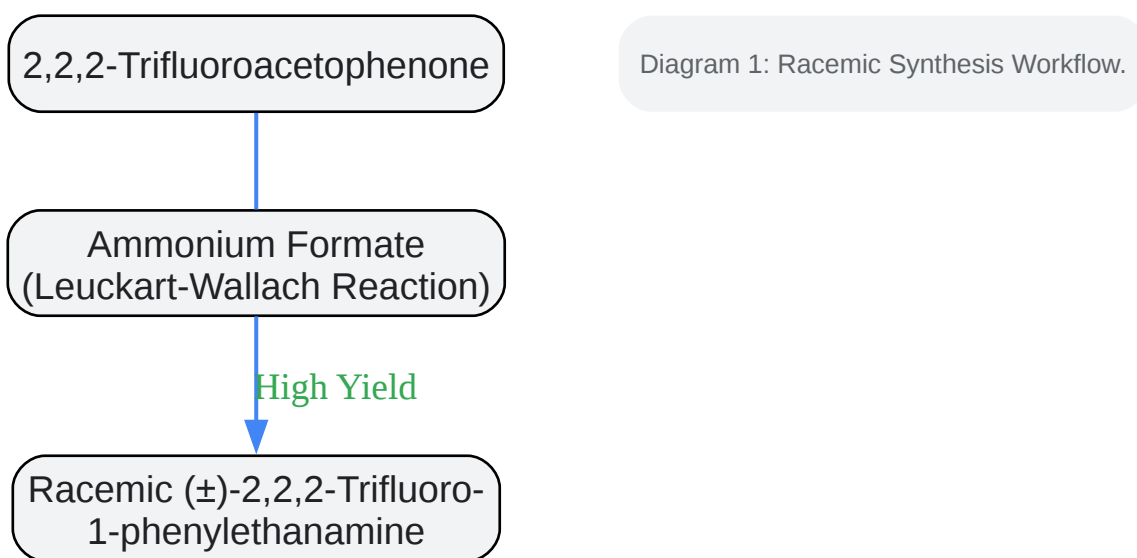 2,2,2-Trifluoroacetophenone
Diagram 1: Racemic Synthesis Workflow.
Ammonium Formate
(Leuckart-Wallach Reaction)
High Yield
Racemic (±)-2,2,2-Trifluoro-
1-phenylethanamine